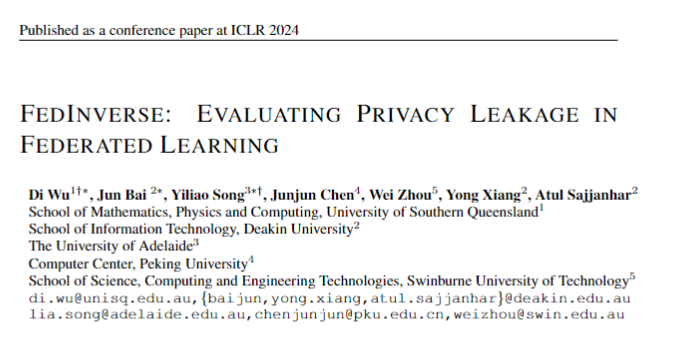 Published as a conference paper at ICLR 2024
FEDINVERSE: EVALUATING PRIVACY LEAKAGE IN
FEDERATED LEARNING
Di Wu¹†*, Jun Bai ²*, Yiliao Song³*†, Junjun Chen⁴, Wei Zhou⁵, Yong Xiang², Atul Sajjanhar²
School of Mathematics, Physics and Computing, University of Southern Queensland¹
School of Information Technology, Deakin University²
The University of Adelaide³
Computer Center, Peking University⁴
School of Science, Computing and Engineering Technologies, Swinburne University of Technology⁵
di.wu@unisq.edu.au,{baijun,yong.xiang,atul.sajjanhar}@deakin.edu.au
lia.song@adelaide.edu.au,chenjunjun@pku.edu.cn,weizhou@swin.edu.au